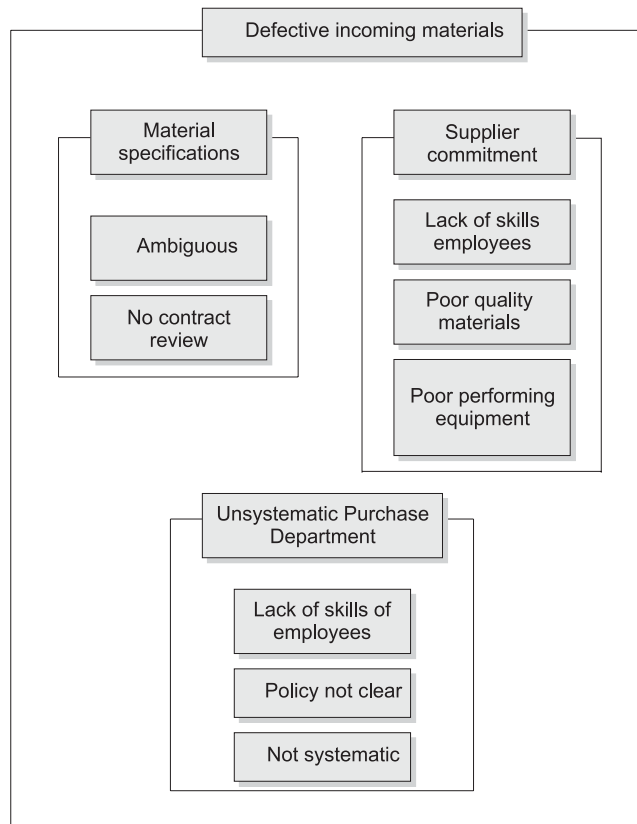 Defective incoming materials
Material
specifications
Ambiguous
No contract
review
Supplier
commitment
Lack of skills
employees
Poor quality
materials
Poor performing
equipment
Unsystematic Purchase
Department
Lack of skills of
employees
Policy not clear
Not systematic